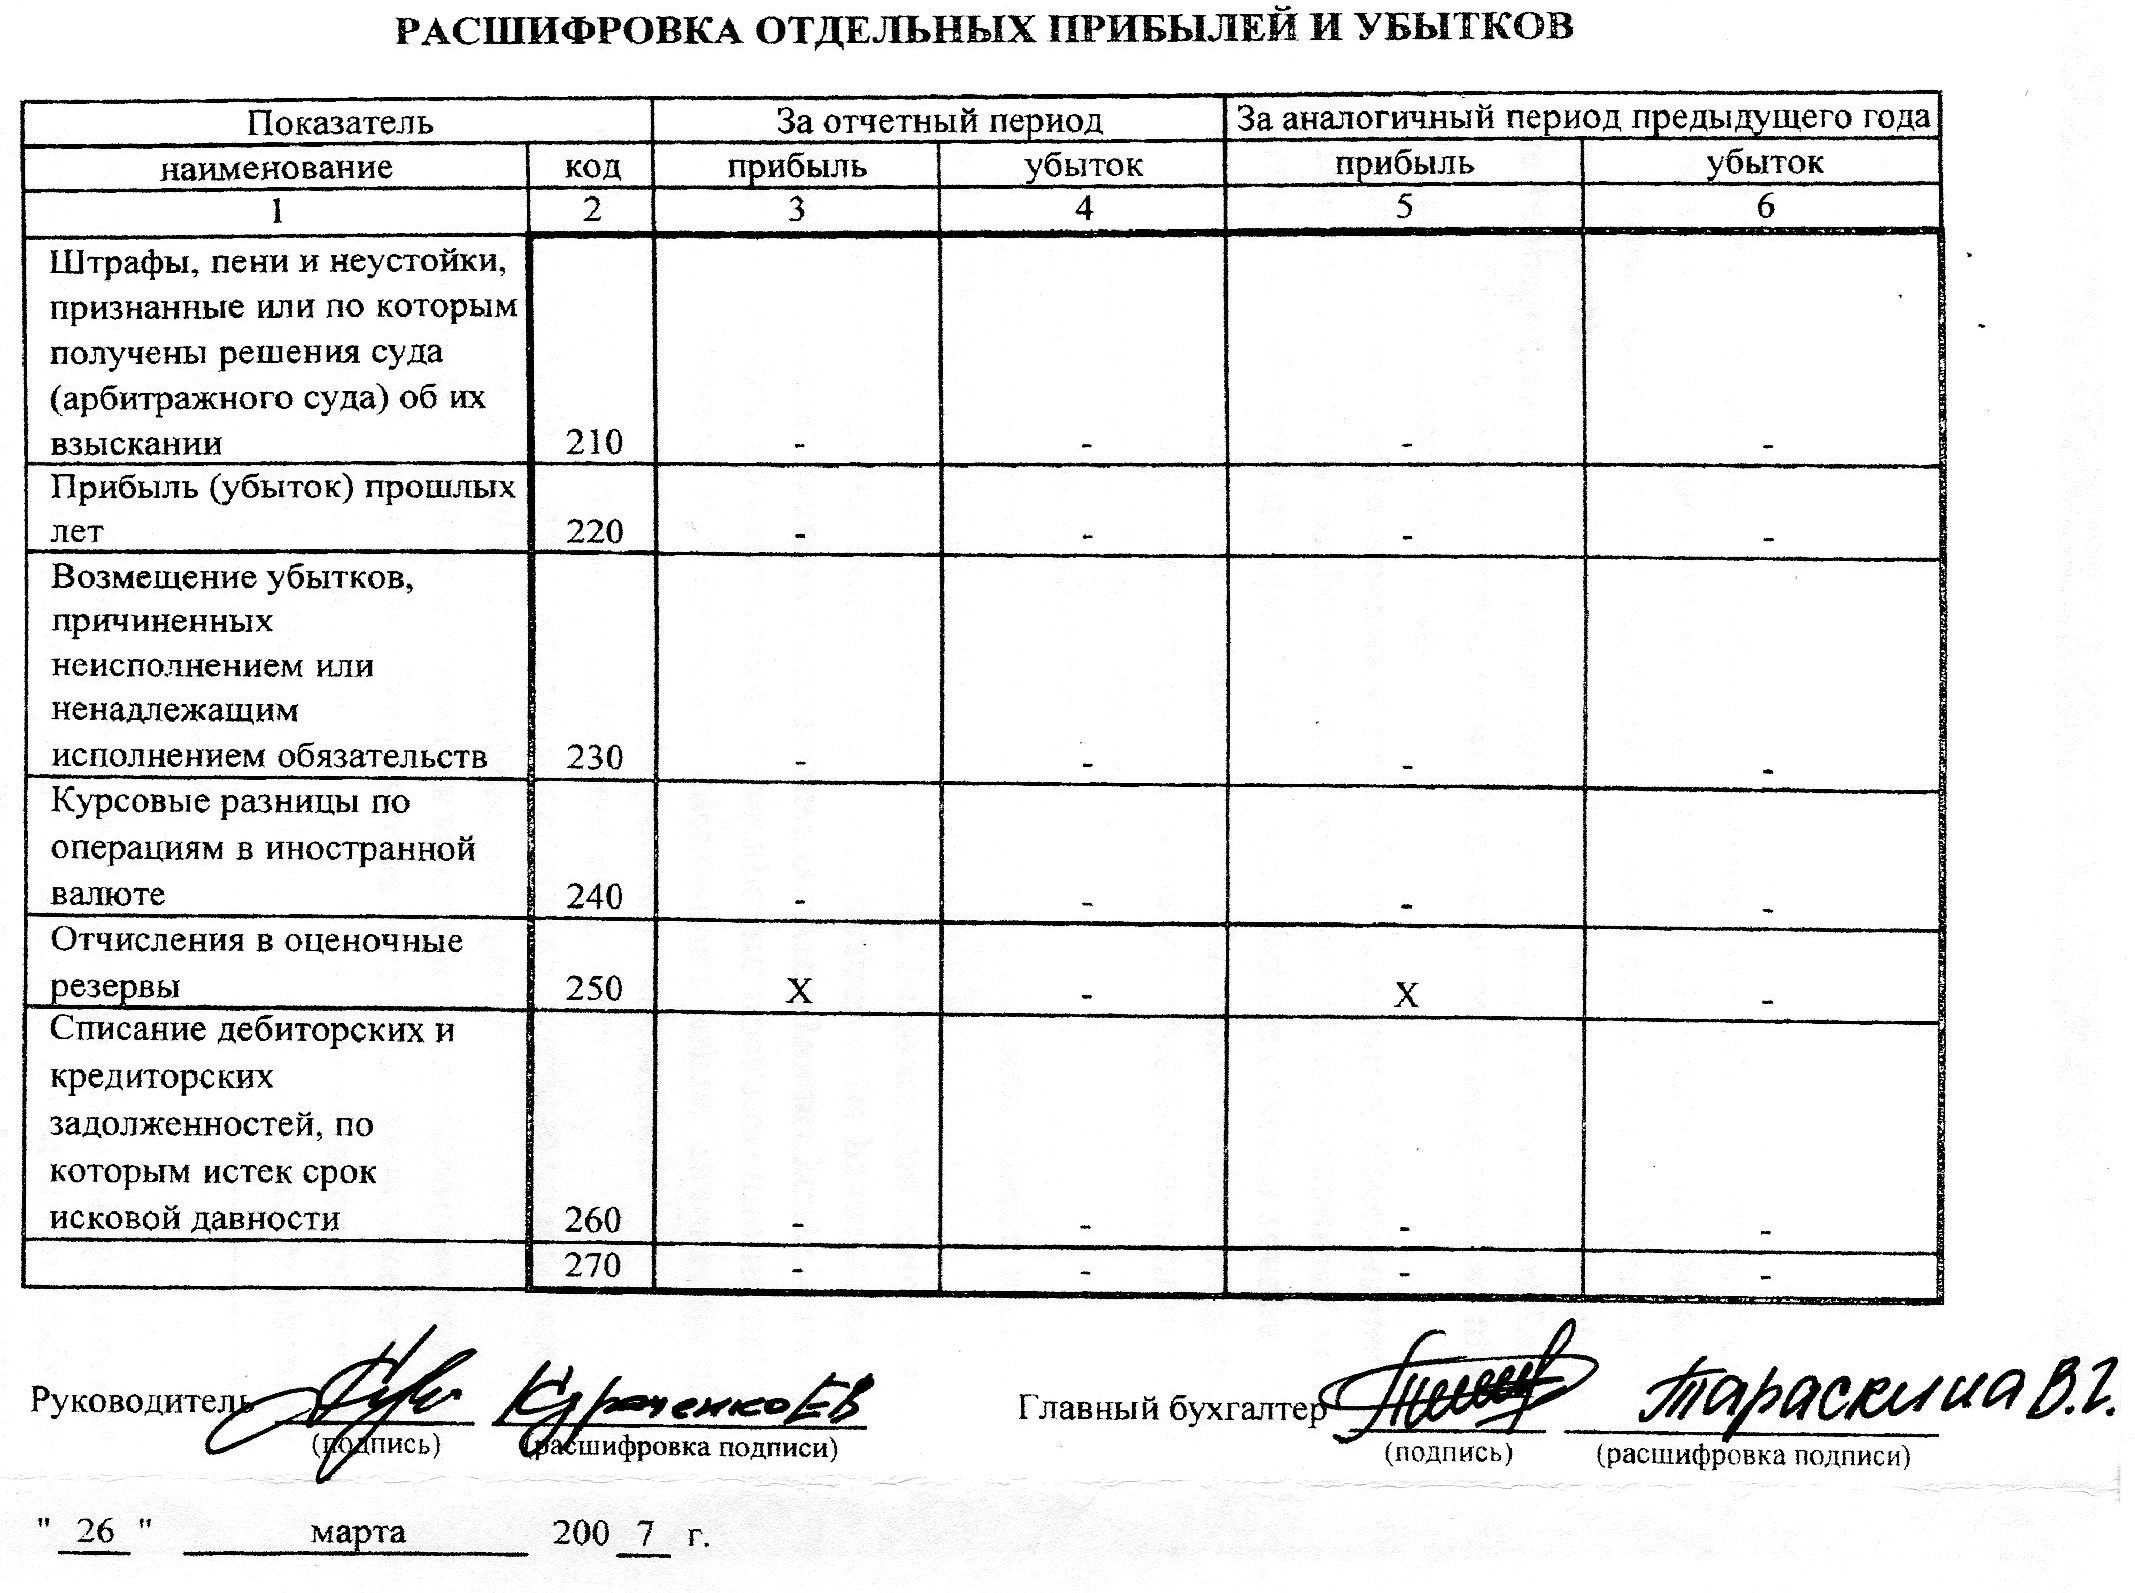 РАСШИФРОВКА ОТДЕЛЬНЫХ ПРИБЫЛЕЙ И УБЫТКОВ
Показатель За отчетный период За аналогичный период предыдущего года
наименование код прибыль убыток прибыль убыток
1 2 3 4 5 6
Штрафы, пени и неустойки,
признанные или по которым
получены решения суда
(арбитражного суда) об их
взыскании 210 - - - -
Прибыль (убыток) прошлых
лет 220 - - - -
Возмещение убытков,
причиненных
неисполнением или
ненадлежащим
исполнением обязательств 230 - - - -
Курсовые разницы по
операциям в иностранной
валюте 240 - - - -
Отчисления в оценочные
резервы 250 X - X -
Списание дебиторских и
кредиторских
задолженностей, по
которым истек срок
исковой давности 260 - - - -
270 - - - -
Руководитель Главный бухгалтер Тараскина В.Г.
(подпись) (расшифровка подписи) (подпись) (расшифровка подписи)
" 26 " марта 200 7 г.